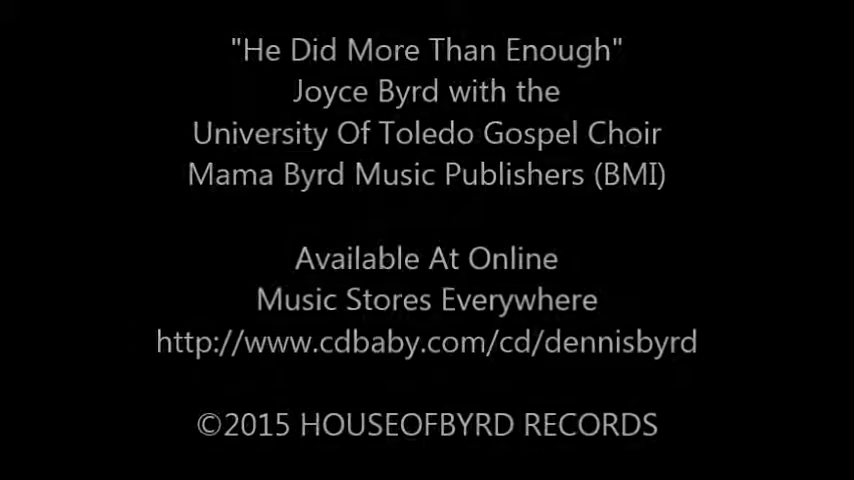 "He Did More Than Enough"
Joyce Byrd with the
University Of Toledo Gospel Choir
Mama Byrd Music Publishers (BMI)
Available At Online
Music Stores Everywhere
http://www.cdbaby.com/cd/dennisbyrd
©2015 HOUSEOFBYRD RECORDS